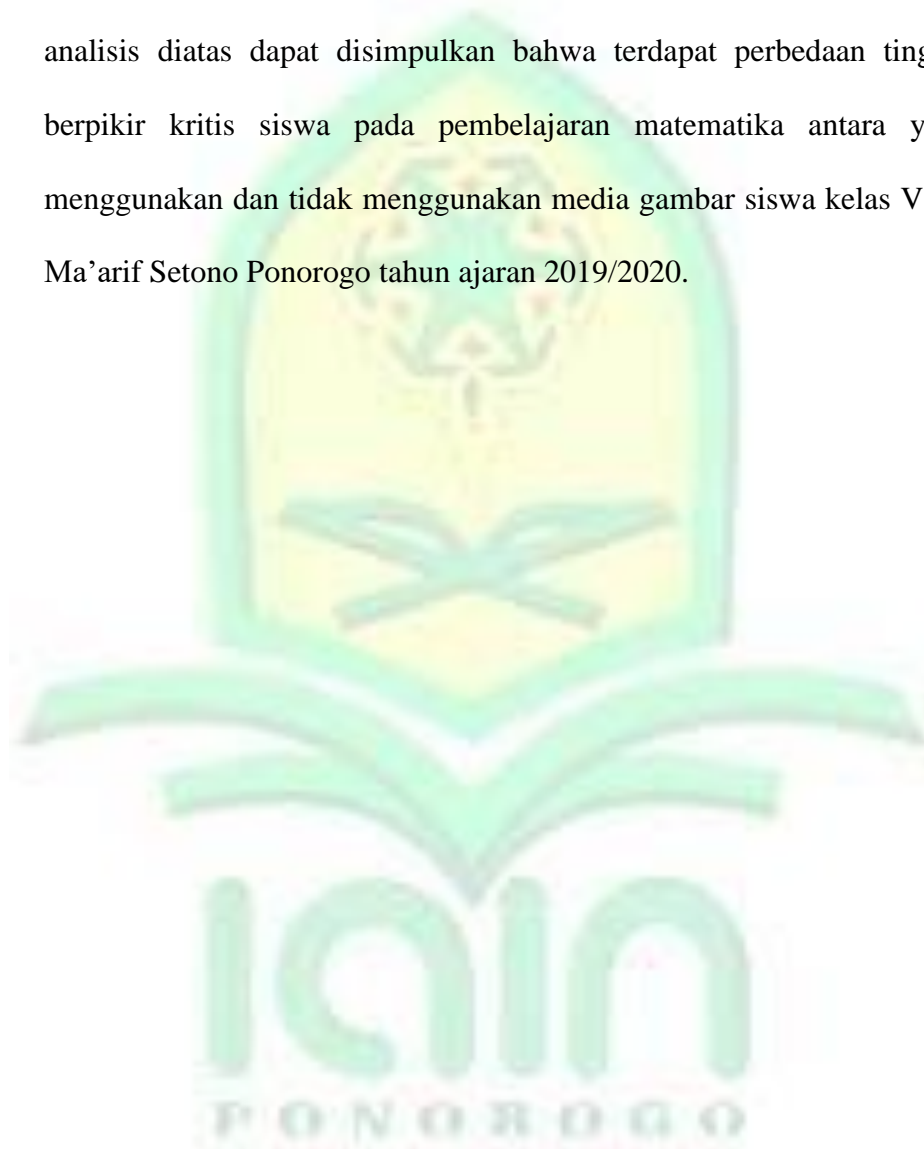 analisis diatas dapat disimpulkan bahwa terdapat perbedaan
berpikir kritis siswa pada pembelajaran matematika antara
menggunakan dan tidak menggunakan media gambar siswa kelas V
Ma’arif Setono Ponorogo tahun ajaran 2019/2020.
iain
PONOROGO